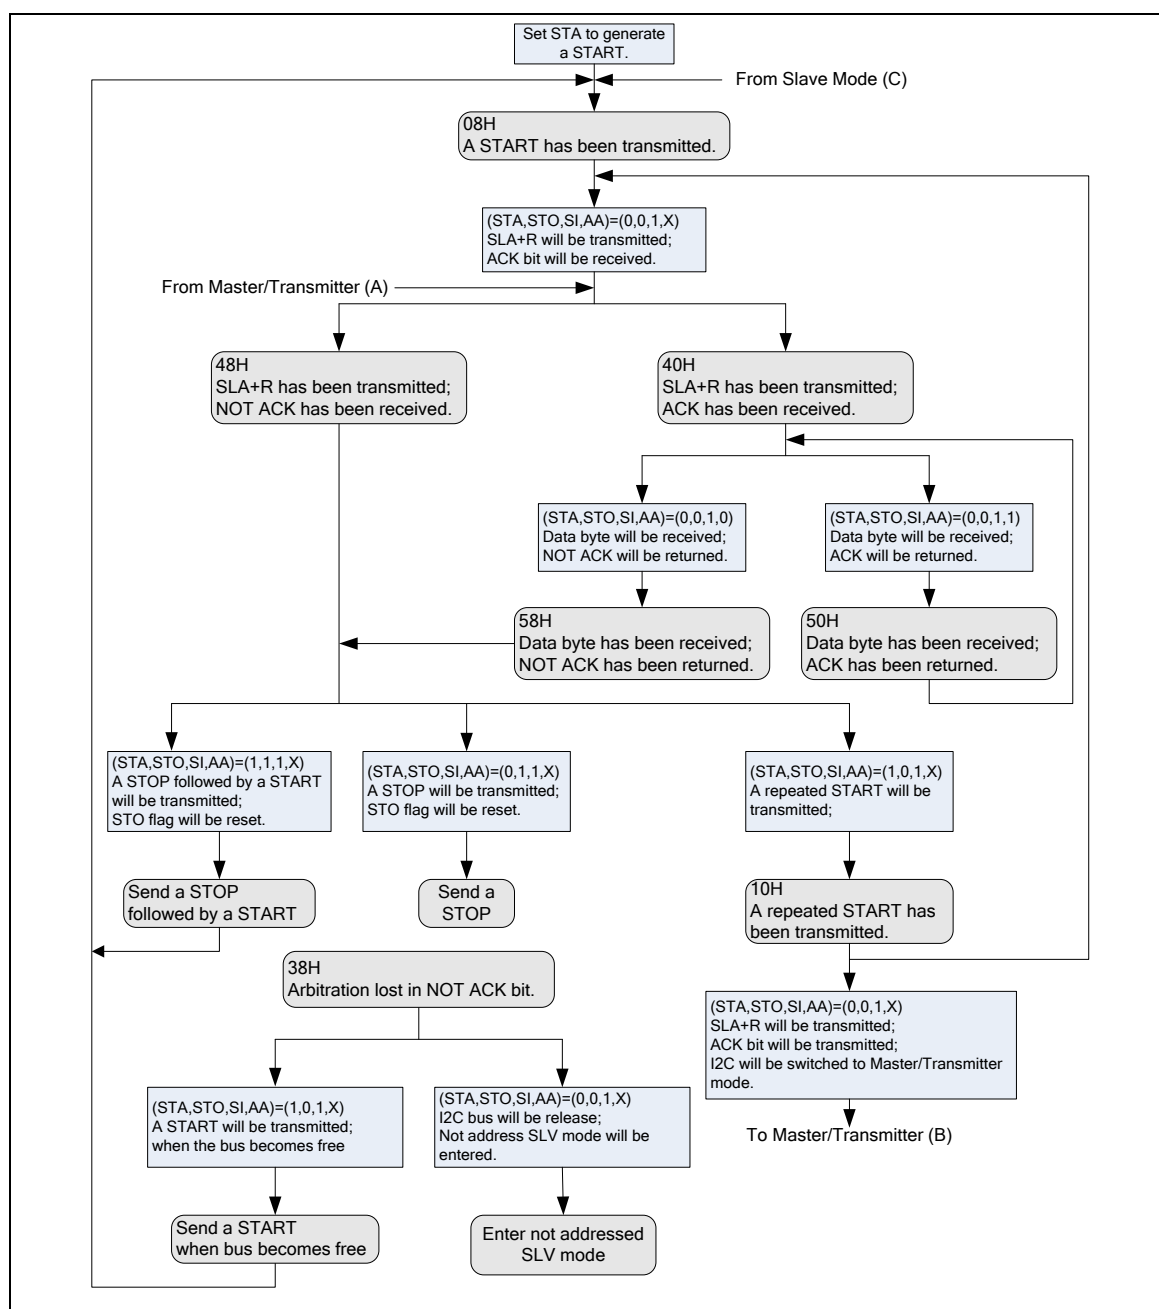 Set STA to generate
a START.
From Slave Mode (C)
08H
A START has been transmitted.
(STA,STO,SI,AA)=(0,0,1,X)
SLA+R will be transmitted;
ACK bit will be received.
From Master/Transmitter (A)
48H
SLA+R has been transmitted;
NOT ACK has been received.
40H
SLA+R has been transmitted;
ACK has been received.
(STA,STO,SI,AA)=(0,0,1,0)
Data byte will be received;
NOT ACK will be returned.
(STA,STO,SI,AA)=(0,0,1,1)
Data byte will be received;
ACK will be returned.
58H
Data byte has been received;
NOT ACK has been returned.
50H
Data byte has been received;
ACK has been returned.
(STA,STO,SI,AA)=(1,1,1,X)
A STOP followed by a START
will be transmitted;
STO flag will be reset.
(STA,STO,SI,AA)=(0,1,1,X)
A STOP will be transmitted;
STO flag will be reset.
(STA,STO,SI,AA)=(1,0,1,X)
A repeated START will be
transmitted;
Send a STOP
followed by a START
Send a
STOP
10H
A repeated START has
been transmitted.
38H
Arbitration lost in NOT ACK bit.
(STA,STO,SI,AA)=(0,0,1,X)
SLA+R will be transmitted;
ACK bit will be transmitted;
I2C will be switched to Master/Transmitter
mode.
(STA,STO,SI,AA)=(1,0,1,X)
A START will be transmitted;
when the bus becomes free
(STA,STO,SI,AA)=(0,0,1,X)
I2C bus will be release;
Not address SLV mode will be
entered.
To Master/Transmitter (B)
Send a START
when bus becomes free
Enter not addressed
SLV mode